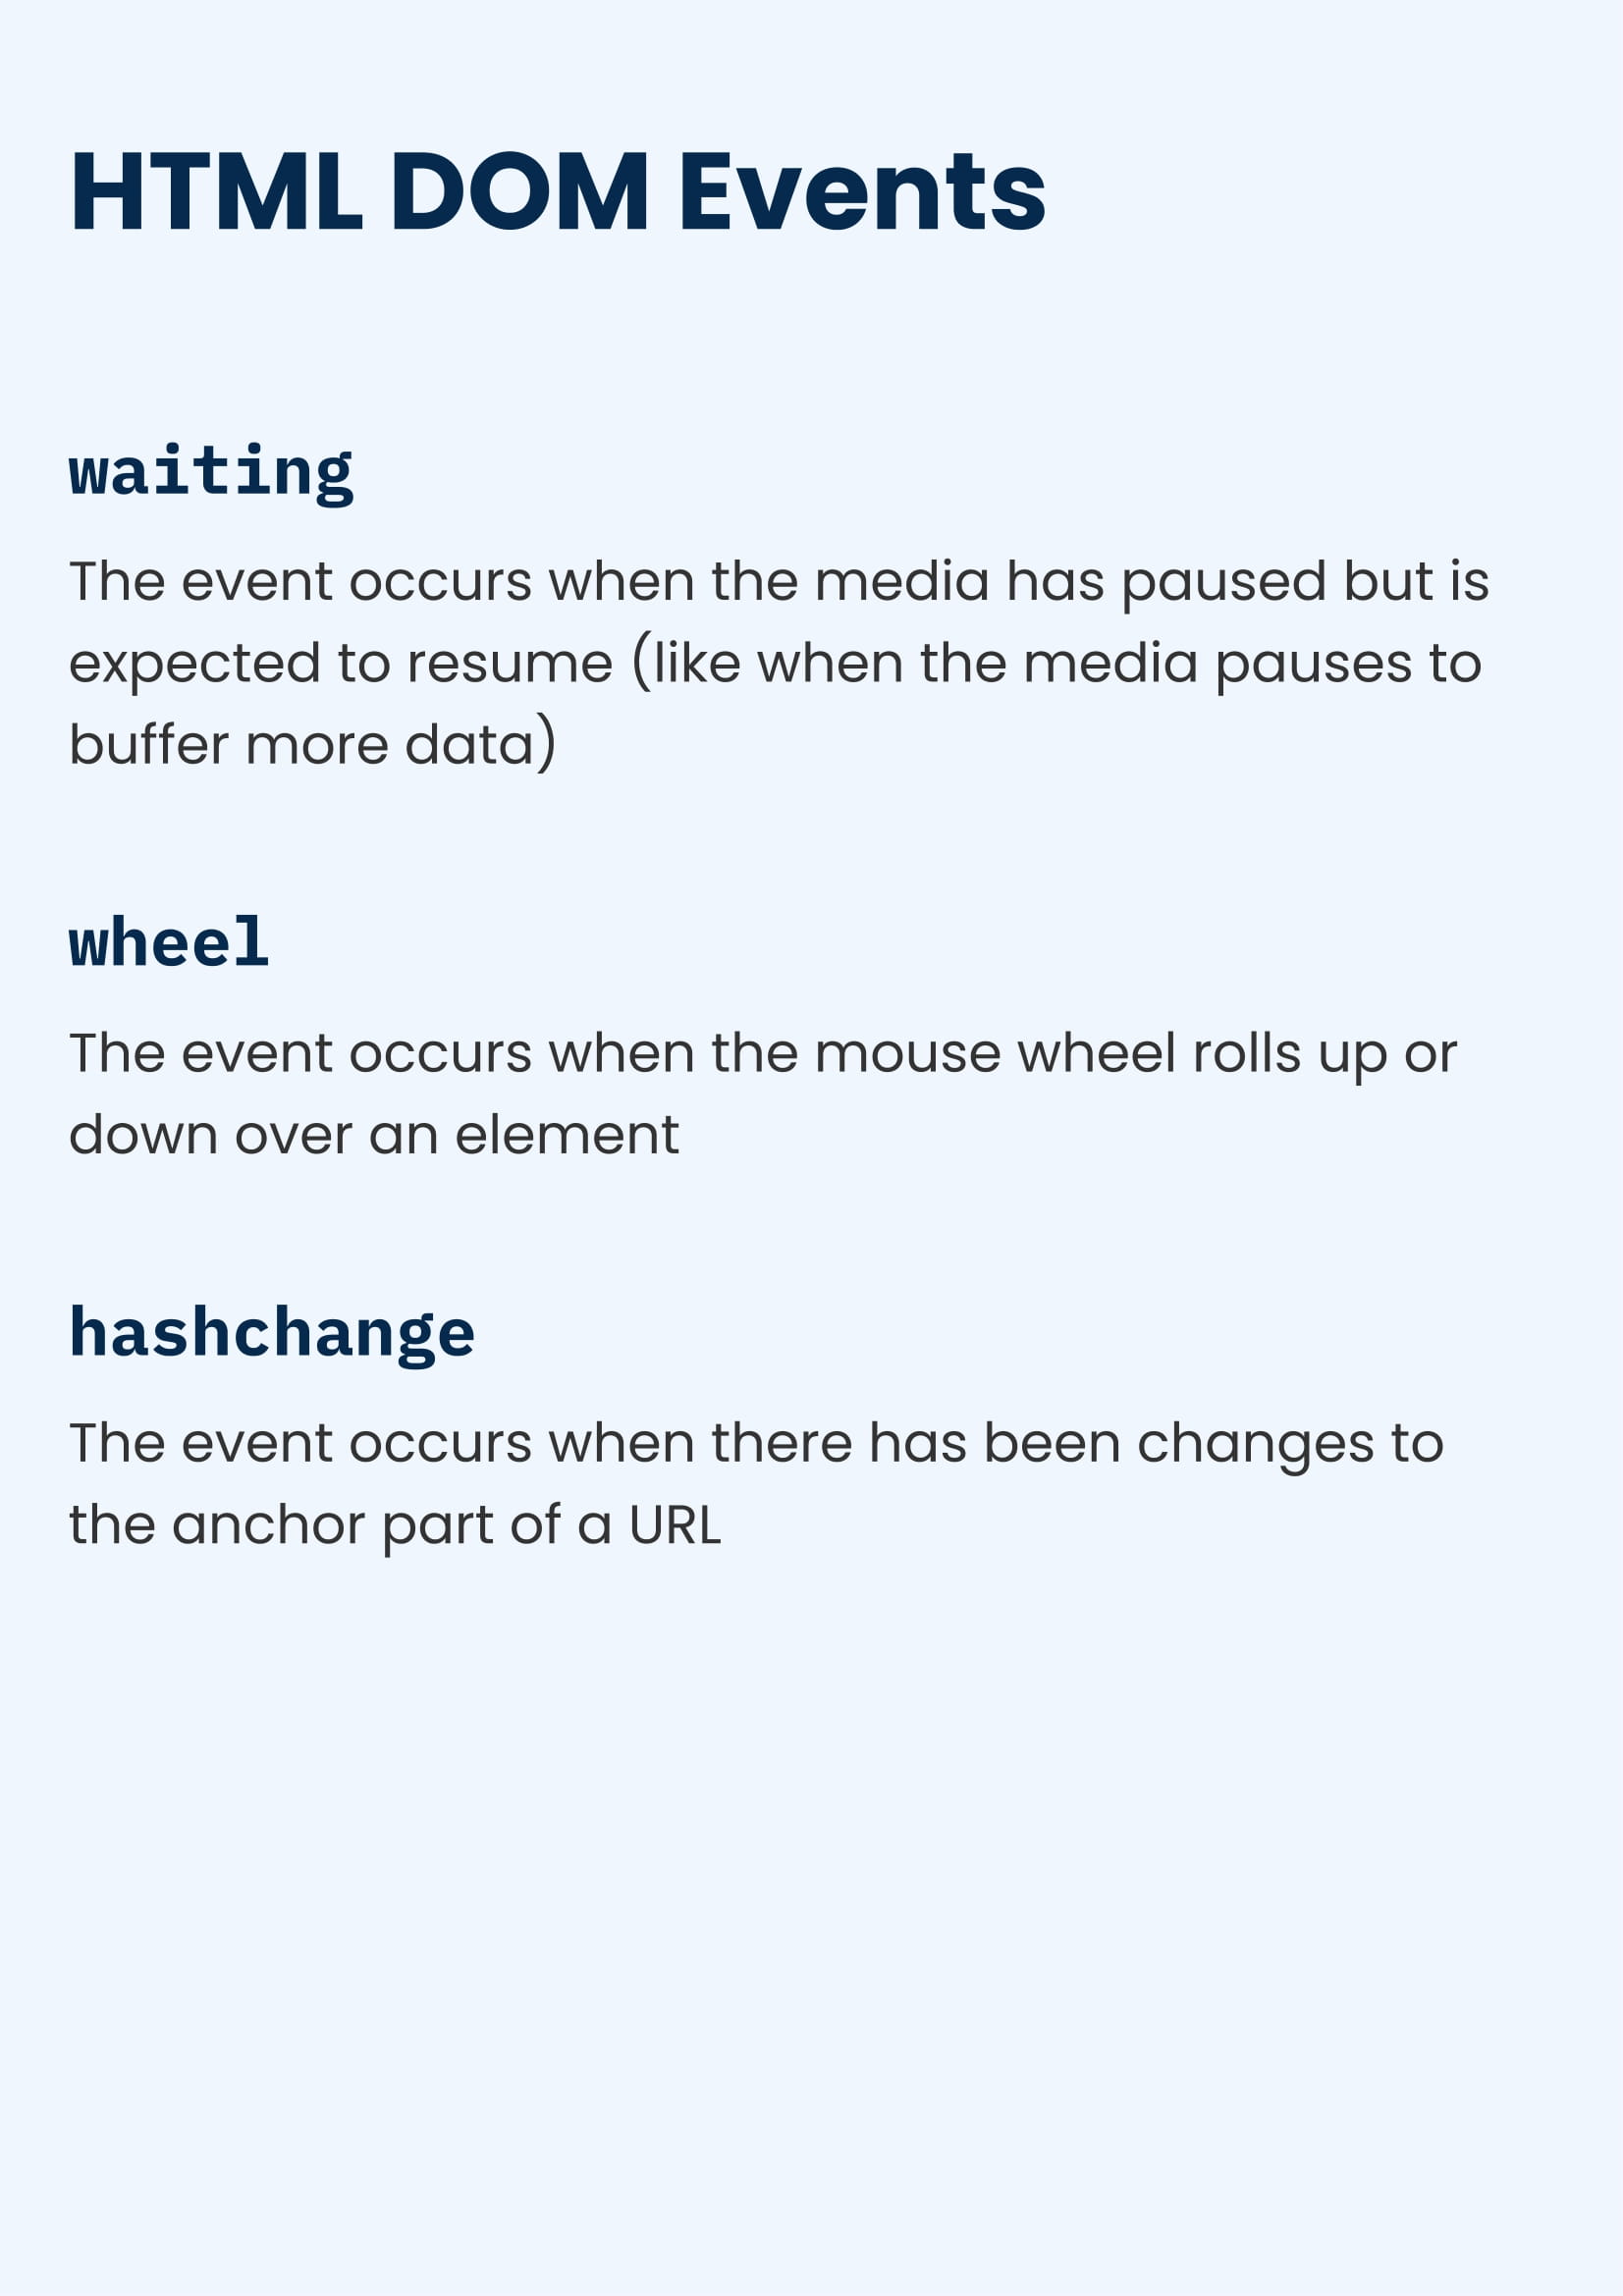 HTML DOM Events
waiting
The event occurs when the media has paused but is
expected to resume (like when the media pauses to
buffer more data)
wheel
The event occurs when the mouse wheel rolls up or
down over an element
hashchange
The event occurs when there has been changes to
the anchor part of a URL